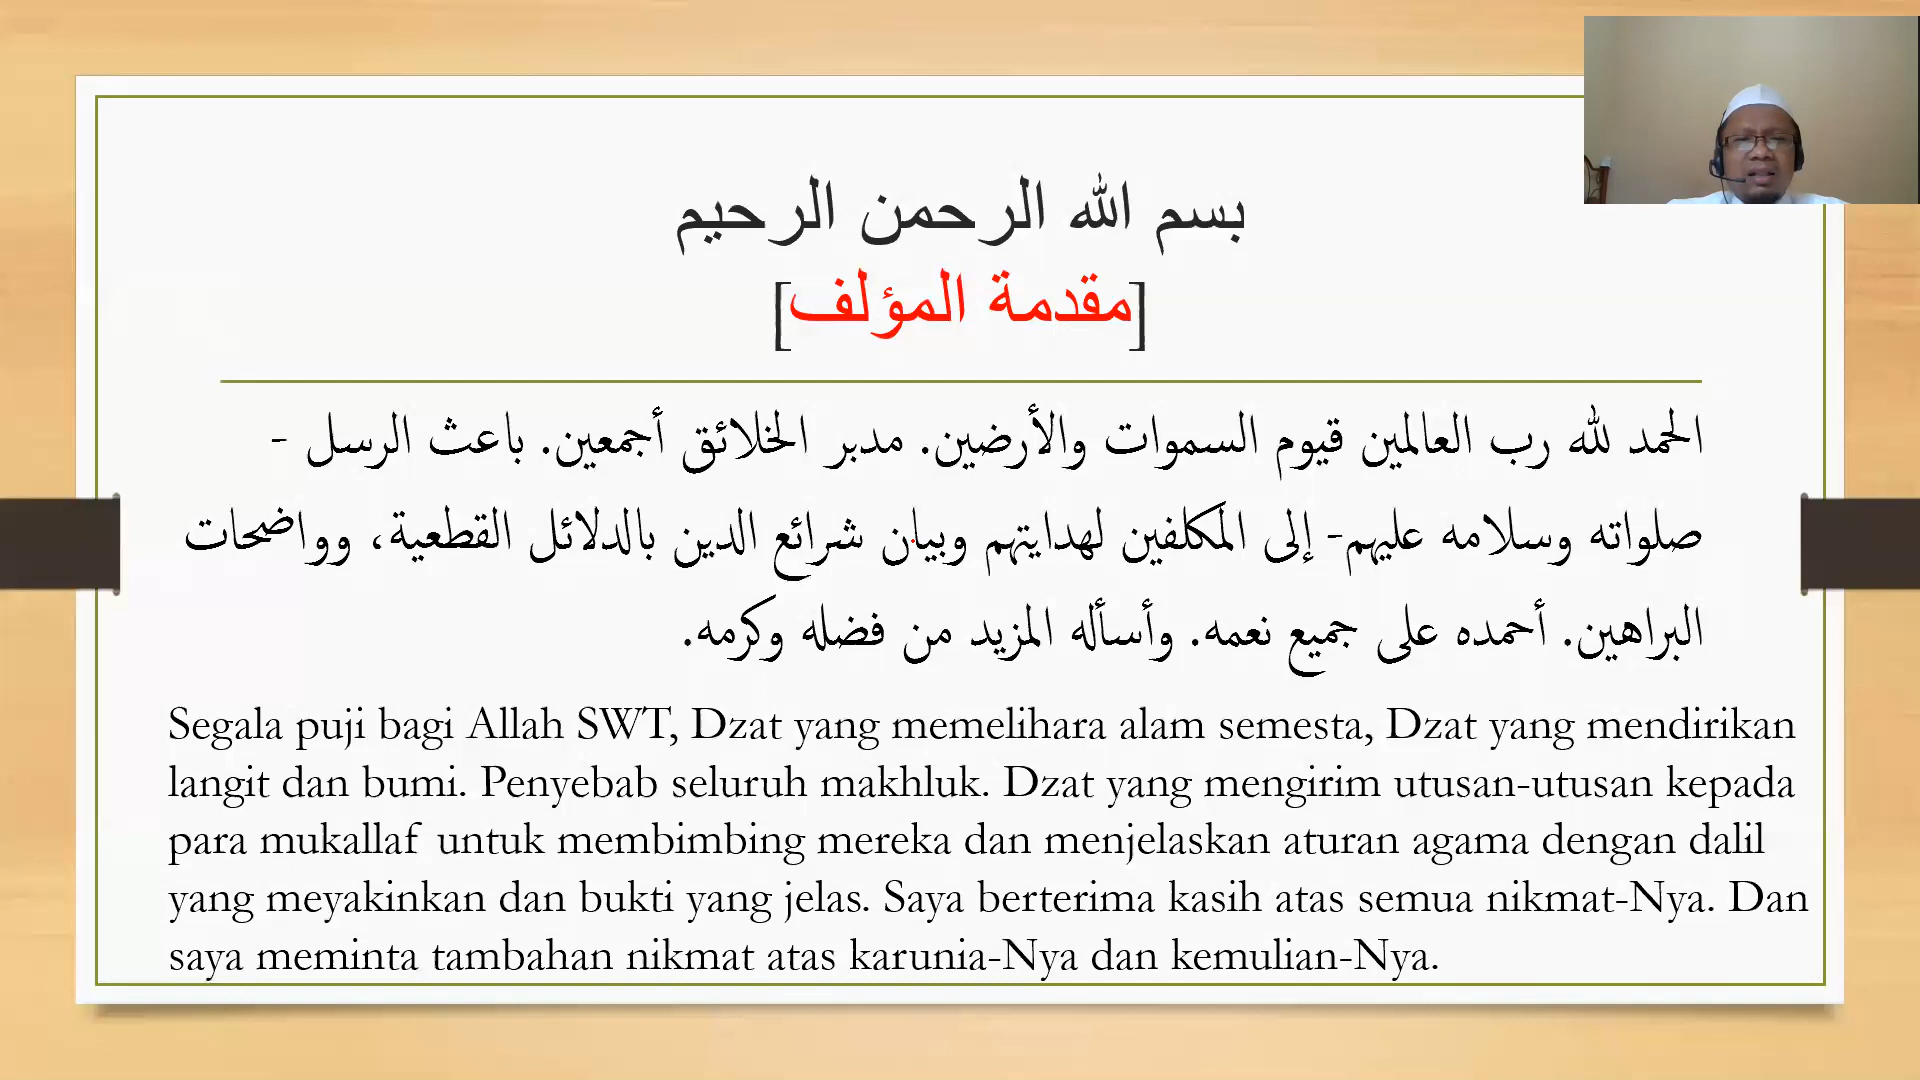 بسم الله الرحمن الرحيم
[مقدمة المؤلف]
الحمد لله رب العالمين قيوم السموات والأرضين. مدبر الخلائق أجمعين. باعث الرسل -
صلواته وسلامه عليهم- إلى المكلفين لهدايتهم وبيان شرائع الدين بالدلائل القطعية، وواضحات
البراهين. أحمده على جميع نعمه. وأسأله المزيد من فضله وكرمه.
Segala puji bagi Allah SWT, Dzat yang memelihara alam semesta, Dzat yang mendirikan
langit dan bumi. Penyebab seluruh makhluk. Dzat yang mengirim utusan-utusan kepada
para mukallaf untuk membimbing mereka dan menjelaskan aturan agama dengan dalil
yang meyakinkan dan bukti yang jelas. Saya berterima kasih atas semua nikmat-Nya. Dan
saya meminta tambahan nikmat atas karunia-Nya dan kemulian-Nya.